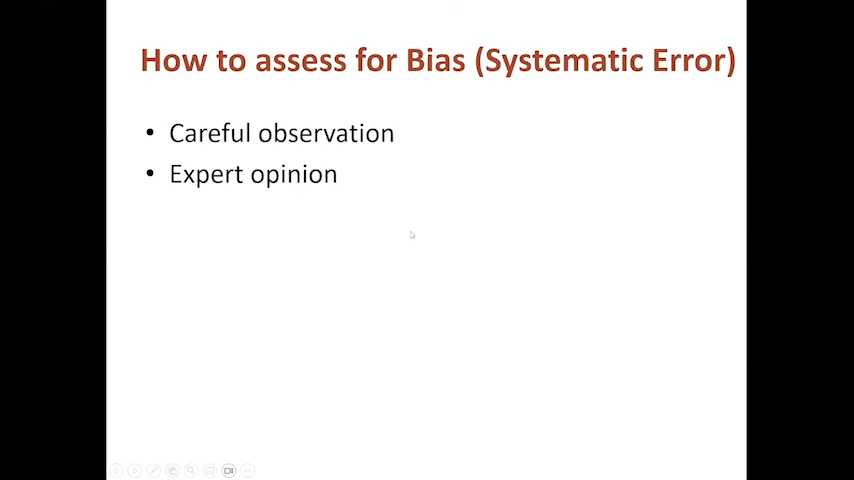 How to assess for Bias (Systematic Error)
• Careful observation
• Expert opinion